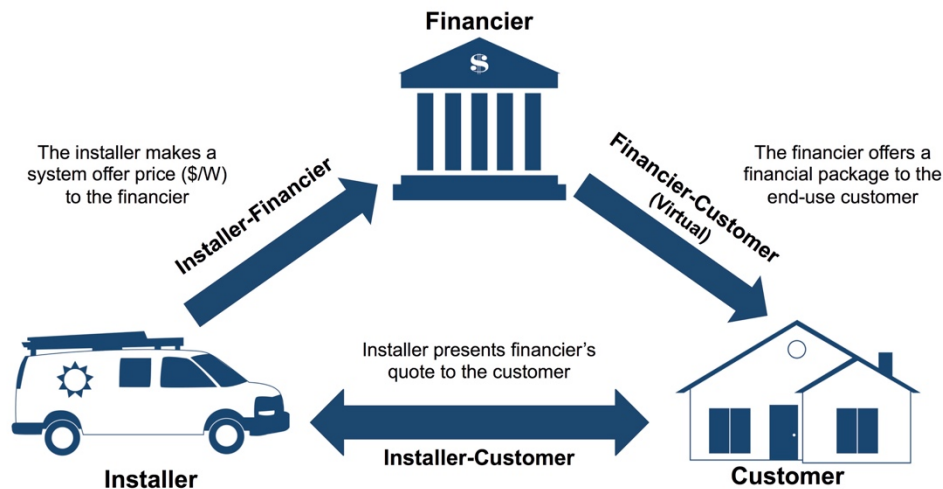 Financier
$
The installer makes a
system offer price ($/W)
to the financier
Installer-Financier
Financier-Customer
(Virtual)
The financier offers a
financial package to the
end-use customer
Installer presents financier’s
quote to the customer
Installer-Customer
Installer
Customer